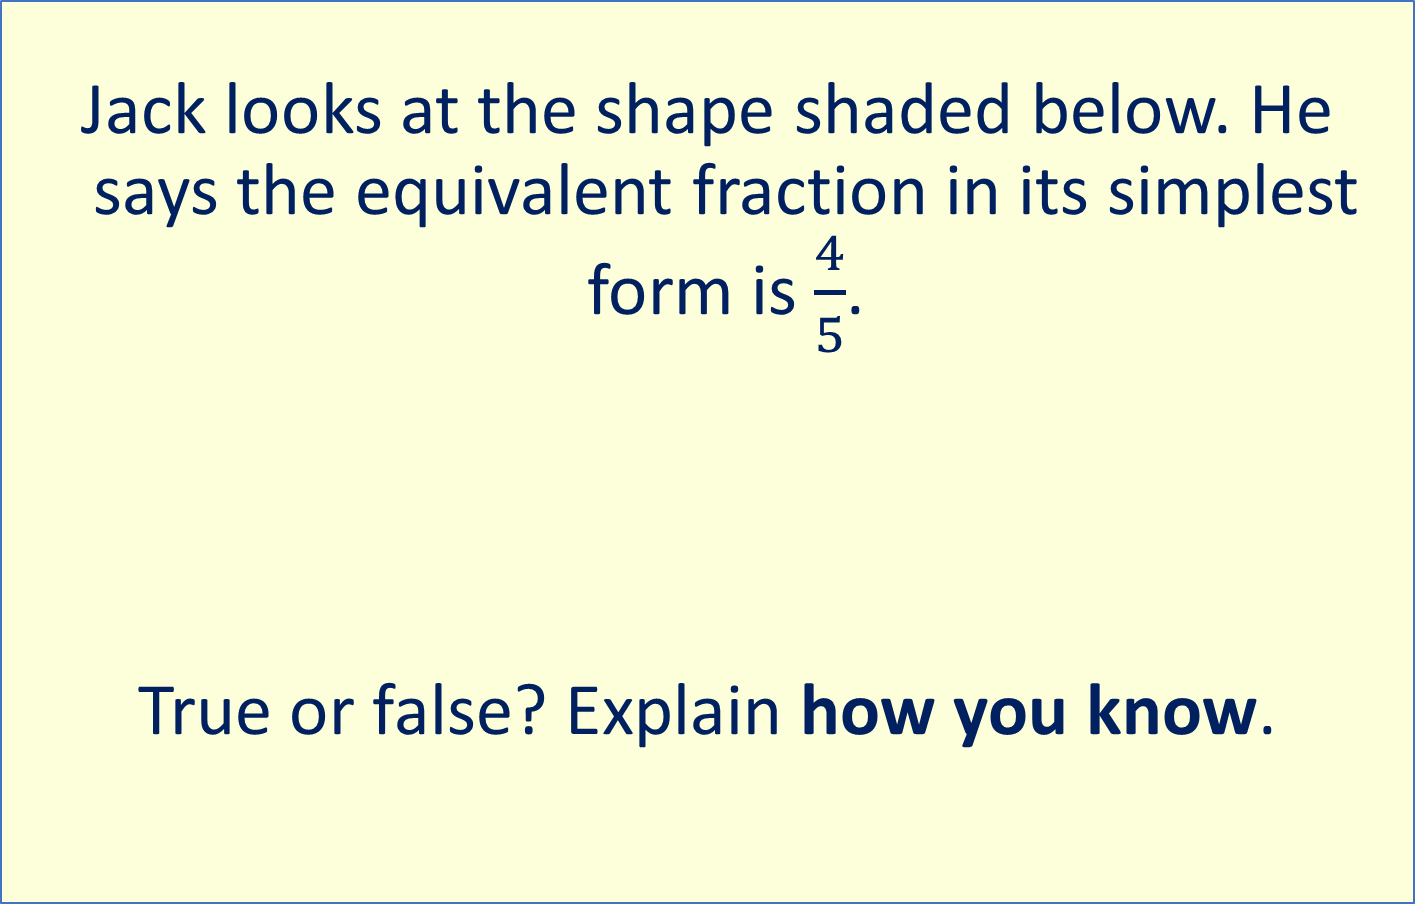 Jack looks at the shape shaded below. He
says the equivalent fraction in its simplest
form is 4/5.
True or false? Explain how you know.